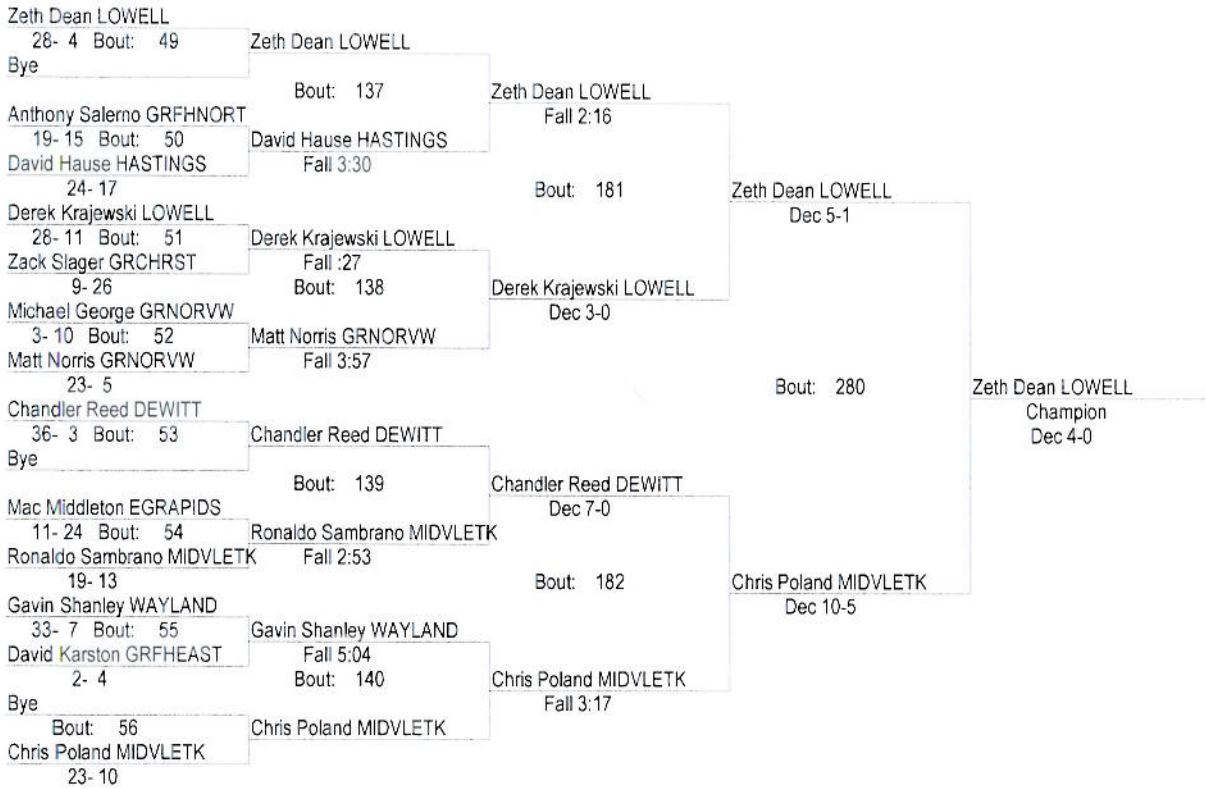 Zeth Dean LOWELL
28- 4 Bout: 49
Bye
Anthony Salerno GRFHNORT
19- 15 Bout: 50
David Hause HASTINGS
24- 17
Derek Krajewski LOWELL
28- 11 Bout: 51
Zack Slager GRCHRST
9- 26
Michael George GRNORVW
3- 10 Bout: 52
Matt Norris GRNORVW
23- 5
Chandler Reed DEWITT
36- 3 Bout: 53
Bye
Mac Middleton EGRAPIDS
11- 24 Bout: 54
Ronaldo Sambrano MIDVLETK
19- 13
Gavin Shanley WAYLAND
33- 7 Bout: 55
David Karston GRFHEAST
2- 4
Bye
Bout: 56
Chris Poland MIDVLETK
23- 10
Zeth Dean LOWELL
Bout: 137
David Hause HASTINGS
Fall 3:30
Derek Krajewski LOWELL
Fall :27
Bout: 138
Matt Norris GRNORVW
Fall 3:57
Chandler Reed DEWITT
Bout: 139
Ronaldo Sambrano MIDVLETK
Fall 2:53
Gavin Shanley WAYLAND
Fall 5:04
Bout: 140
Chris Poland MIDVLETK
Zeth Dean LOWELL
Fall 2:16
Bout: 181
Derek Krajewski LOWELL
Dec 3-0
Chandler Reed DEWITT
Dec 7-0
Bout: 182
Chris Poland MIDVLETK
Fall 3:17
Zeth Dean LOWELL
Dec 5-1
Bout: 280
Chris Poland MIDVLETK
Dec 10-5
Zeth Dean LOWELL
Champion
Dec 4-0